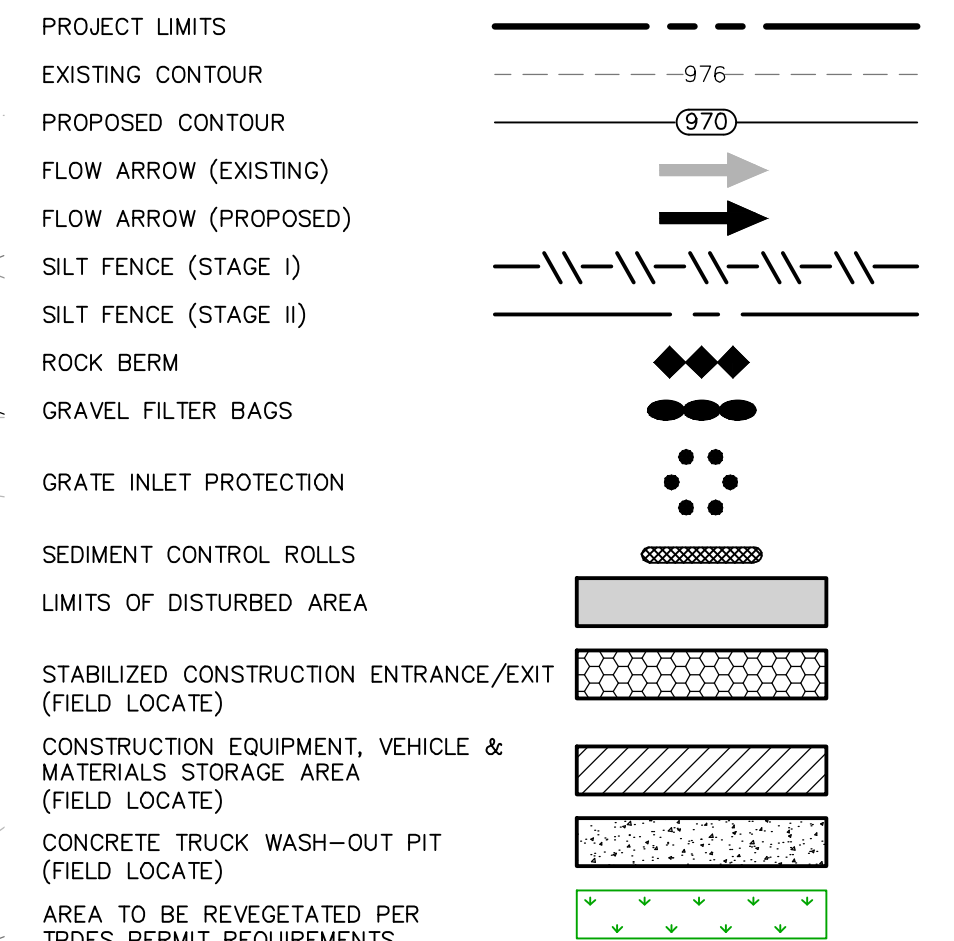 PROJECT LIMITS
EXISTING CONTOUR 976
PROPOSED CONTOUR 970
FLOW ARROW (EXISTING)
FLOW ARROW (PROPOSED)
SILT FENCE (STAGE I)
SILT FENCE (STAGE II)
ROCK BERM
GRAVEL FILTER BAGS
GRATE INLET PROTECTION
SEDIMENT CONTROL ROLLS
LIMITS OF DISTURBED AREA
STABILIZED CONSTRUCTION ENTRANCE/EXIT
(FIELD LOCATE)
CONSTRUCTION EQUIPMENT, VEHICLE &
MATERIALS STORAGE AREA
(FIELD LOCATE)
CONCRETE TRUCK WASH-OUT PIT
(FIELD LOCATE)
AREA TO BE REVEGETATED PER
TPDES PERMIT REQUIREMENTS